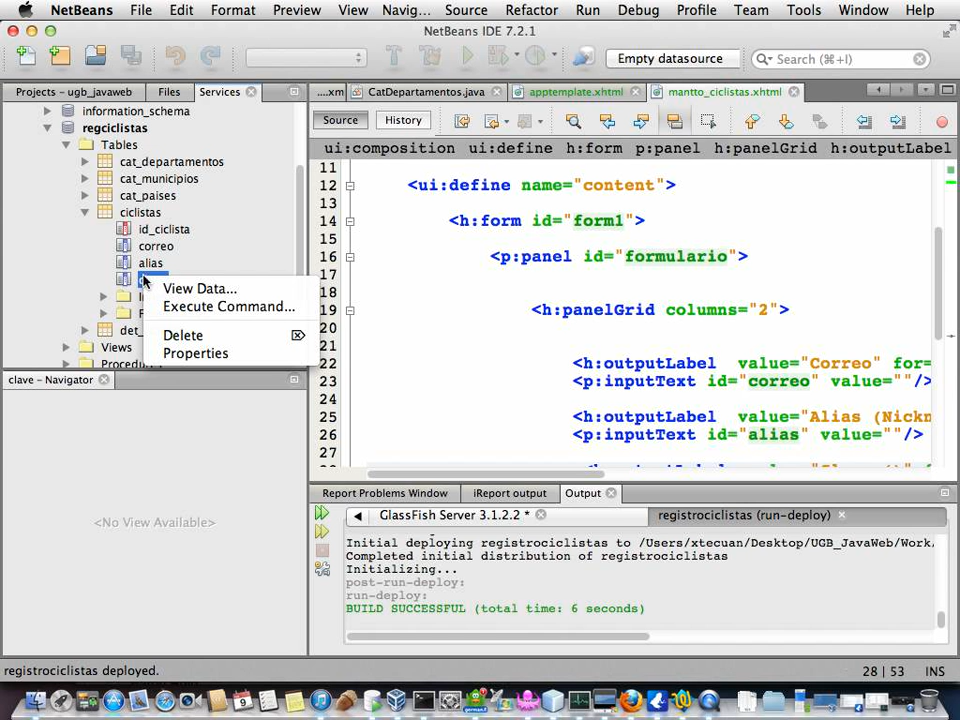 NetBeans File Edit Format Preview View Navig... Source Refactor Run Debug Profile Team Tools Window Help
NetBeans IDE 7.2.1
Empty datasource
Search (⌘+I)
Projects - ugb_javaweb Files Services
...xm CatDepartamentos.java apptemplate.xhtml mantto_ciclistas.xhtml
Source History
ui:composition ui:define h:form p:panel h:panelGrid h:outputLabel
information_schema
regciclistas
Tables
cat_departamentos
cat_municipios
cat_paises
ciclistas
id_ciclista
correo
alias
det_
Views
Procedu
View Data...
Execute Command...
Delete
Properties
11
12 <ui:define name="content">
13
14 <h:form id="form1">
15
16 <p:panel id="formulario">
17
18
19 <h:panelGrid columns="2">
20
21
22 <h:outputLabel value="Correo" for=
23 <p:inputText id="correo" value=""/>
24
25 <h:outputLabel value="Alias (Nickn
26 <p:inputText id="alias" value=""/>
27
clave - Navigator
<No View Available>
Report Problems Window iReport output Output
GlassFish Server 3.1.2.2 * registrociclistas (run-deploy)
Initial deploying registrociclistas to /Users/xtecuan/Desktop/UGB_JavaWeb/Work/
Completed initial distribution of registrociclistas
Initializing...
post-run-deploy:
run-deploy:
BUILD SUCCESSFUL (total time: 6 seconds)
registrociclistas deployed.
28 | 53 INS